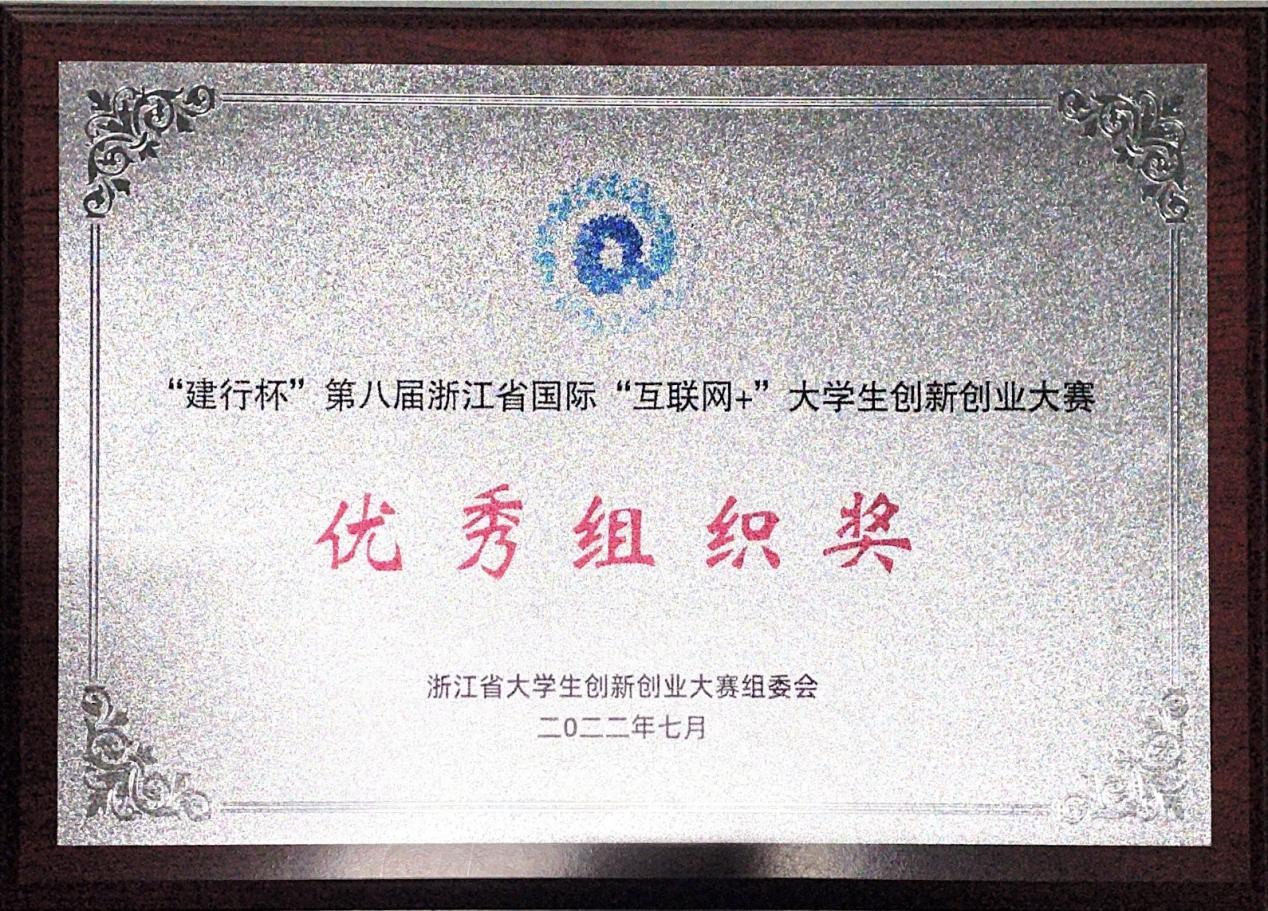 “建行杯”第八届浙江省国际“互联网+”大学生创新创业大赛
优秀组织奖
浙江省大学生创新创业大赛组委会
二0二二年七月